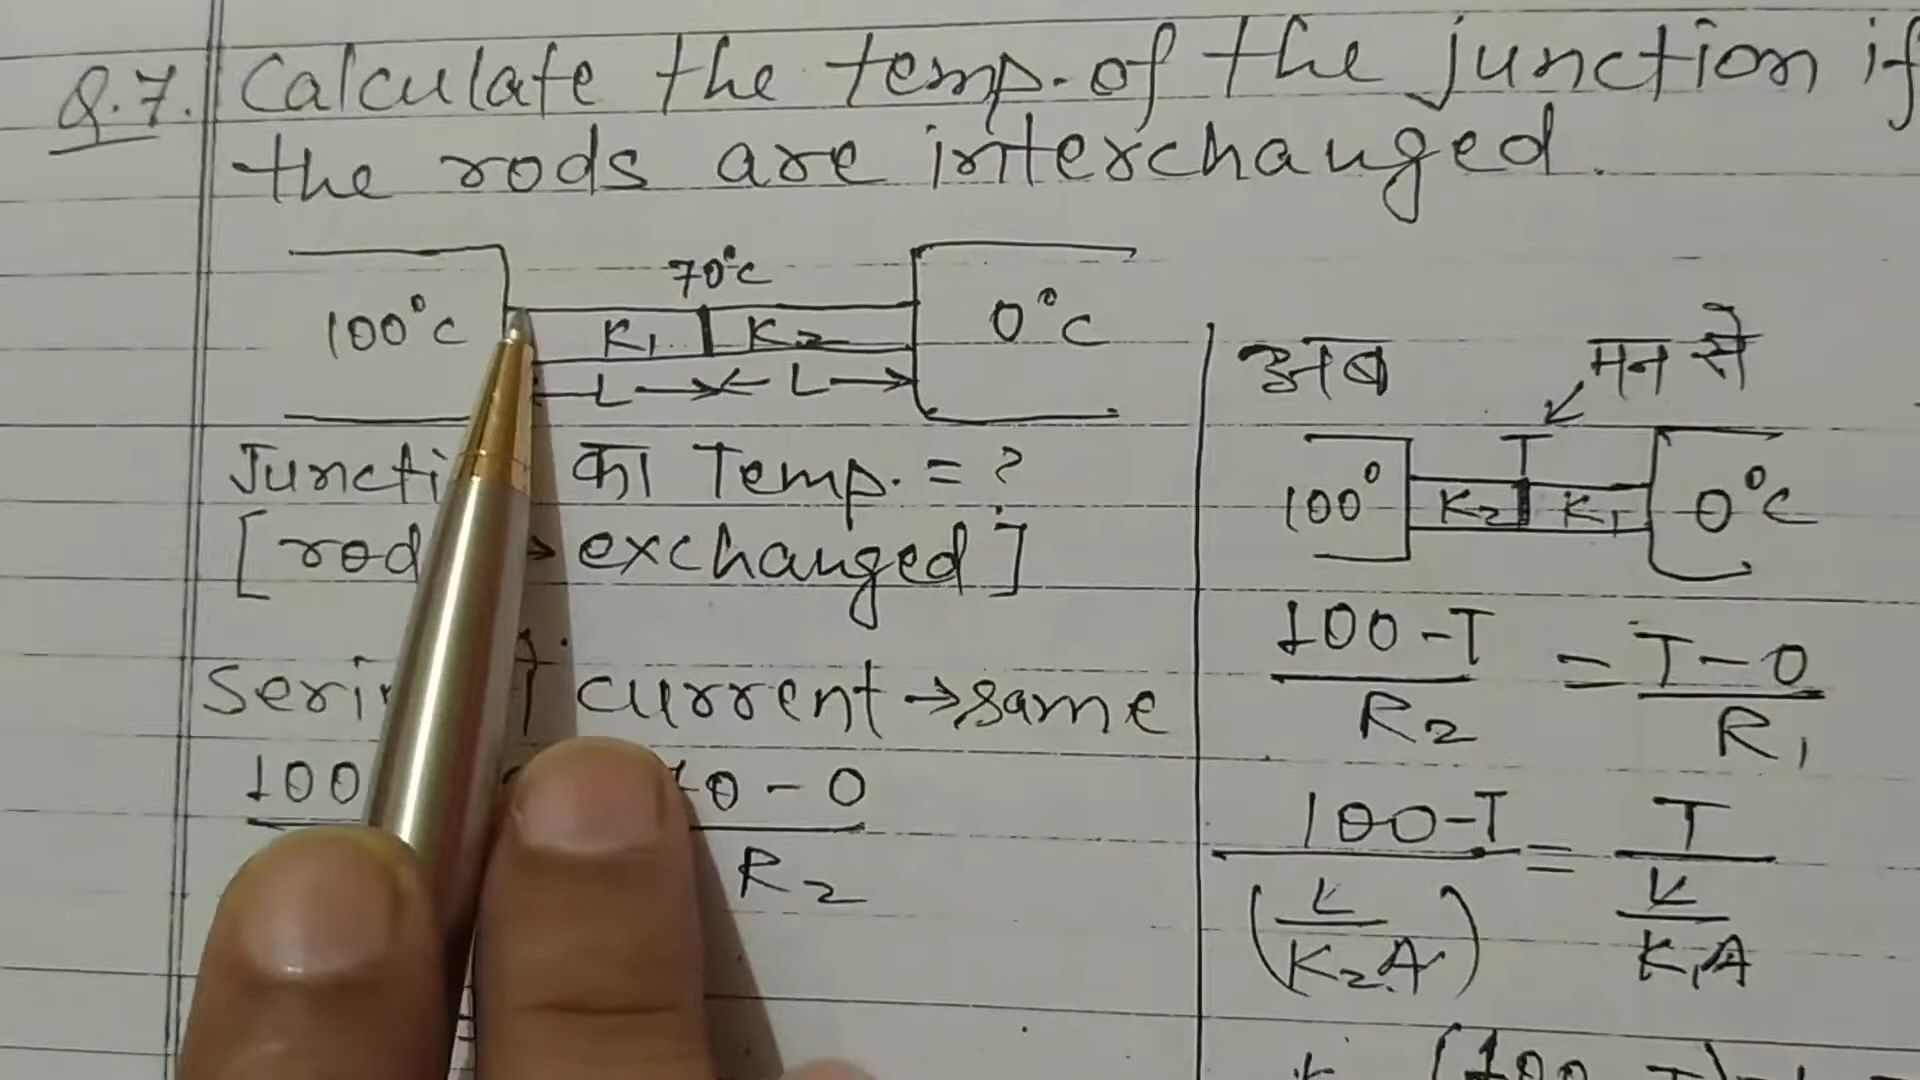 Q.7. Calculate the temp. of the junction if
the rods are interchanged.
70°C
100°C K₁ K₂ 0°C
L L
Juncti का Temp. = ?
[rod → exchanged]
current → same
100 70 - 0
R₂
अब मन से
T
100° K₂ K₁ 0°C
100 - T = T - 0
R₂ R₁
100 - T = T
(L L
K₂A) K₁A
(100